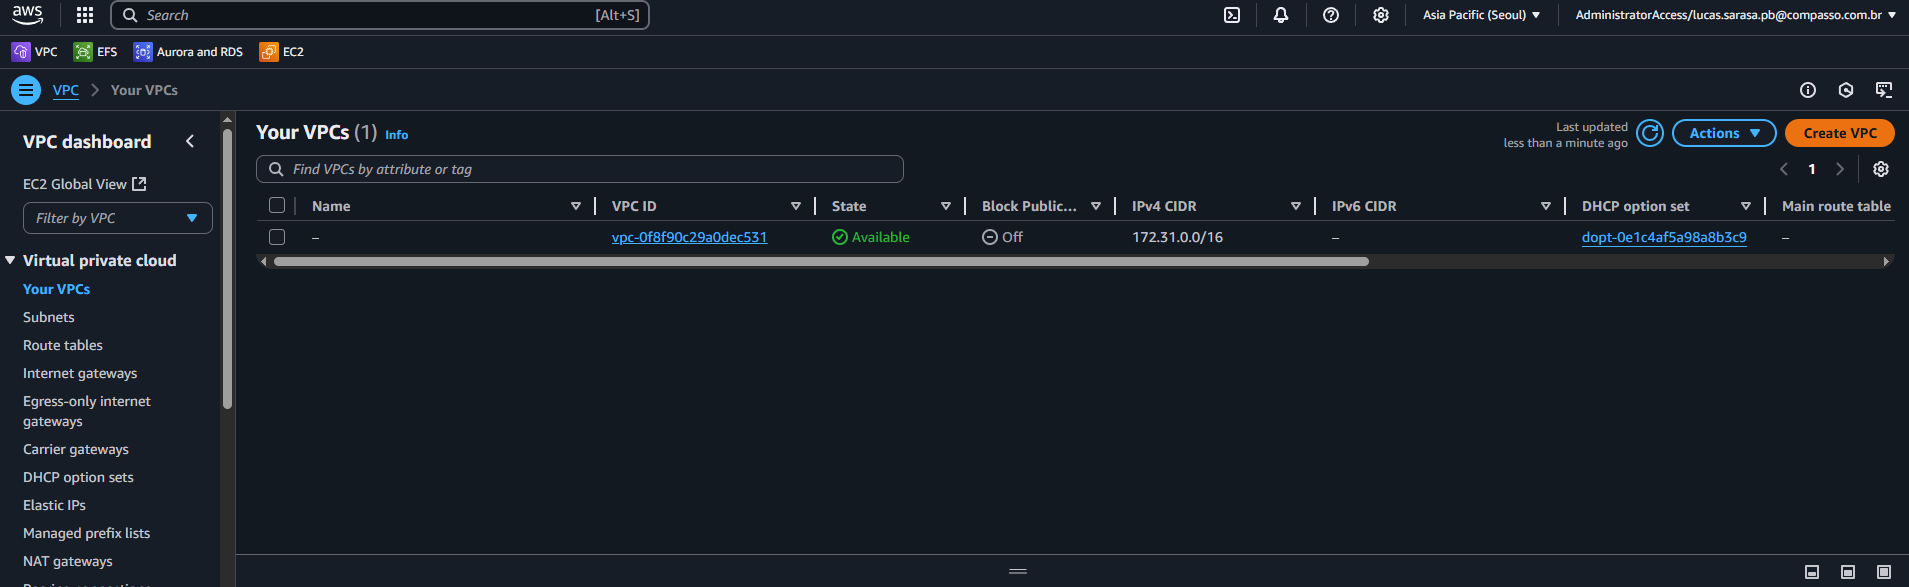 aws
Search [Alt+S]
Asia Pacific (Seoul)
AdministratorAccess/lucas.sarasa.pb@compasso.com.br
VPC EFS Aurora and RDS EC2
VPC Your VPCs
VPC dashboard
EC2 Global View
Filter by VPC
Virtual private cloud
Your VPCs
Subnets
Route tables
Internet gateways
Egress-only internet
gateways
Carrier gateways
DHCP option sets
Elastic IPs
Managed prefix lists
NAT gateways
Your VPCs (1) Info
Last updated
less than a minute ago
Actions
Create VPC
Find VPCs by attribute or tag
1
Name VPC ID State Block Public... IPv4 CIDR IPv6 CIDR DHCP option set Main route table
– vpc-0f8f90c29a0dec531 Available Off 172.31.0.0/16 – dopt-0e1c4af5a98a8b3c9 –